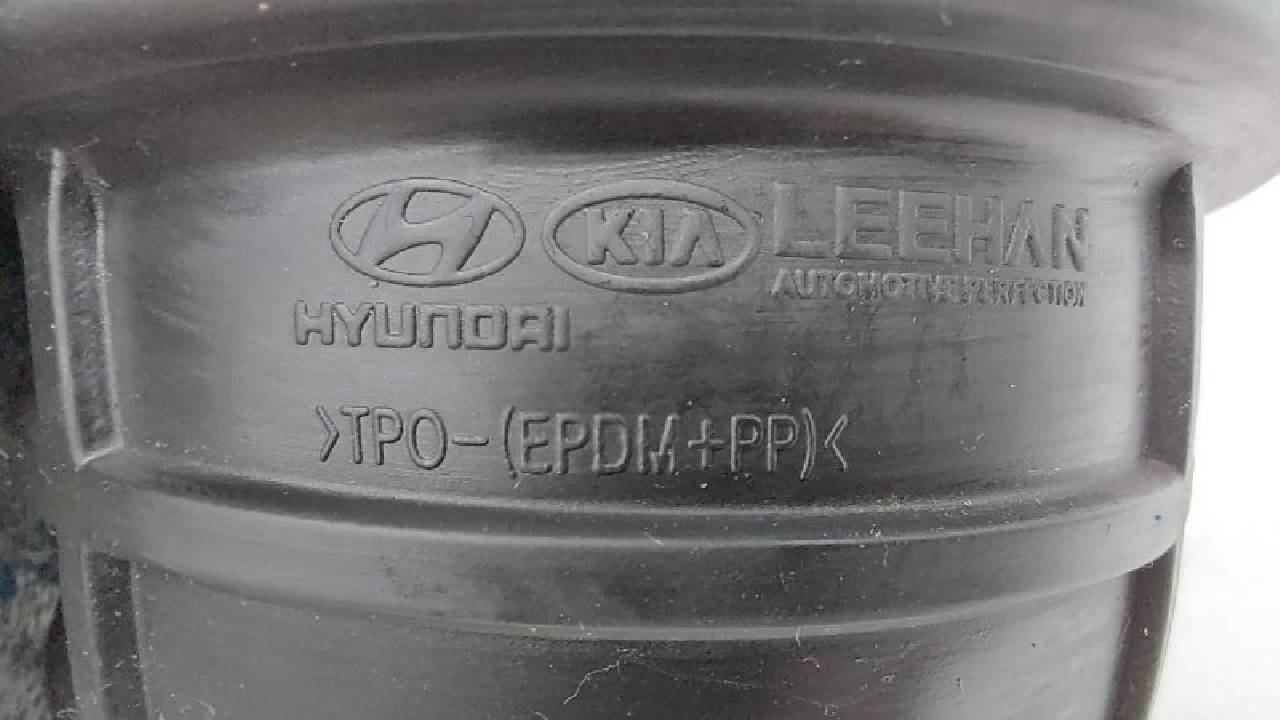 KIA LEEHAN
AUTOMOTIVE PERFECTION
HYUNDAI
>TPO-(EPDM+PP)<